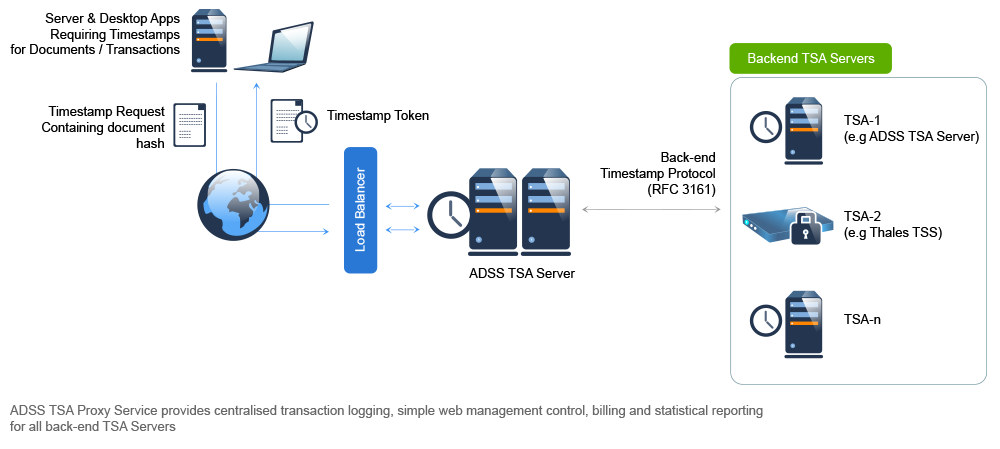 Server & Desktop Apps
Requiring Timestamps
for Documents / Transactions
Timestamp Request
Containing document
hash
Timestamp Token
Load Balancer
ADSS TSA Server
Back-end
Timestamp Protocol
(RFC 3161)
Backend TSA Servers
TSA-1
(e.g ADSS TSA Server)
TSA-2
(e.g Thales TSS)
TSA-n
ADSS TSA Proxy Service provides centralised transaction logging, simple web management control, billing and statistical reporting
for all back-end TSA Servers